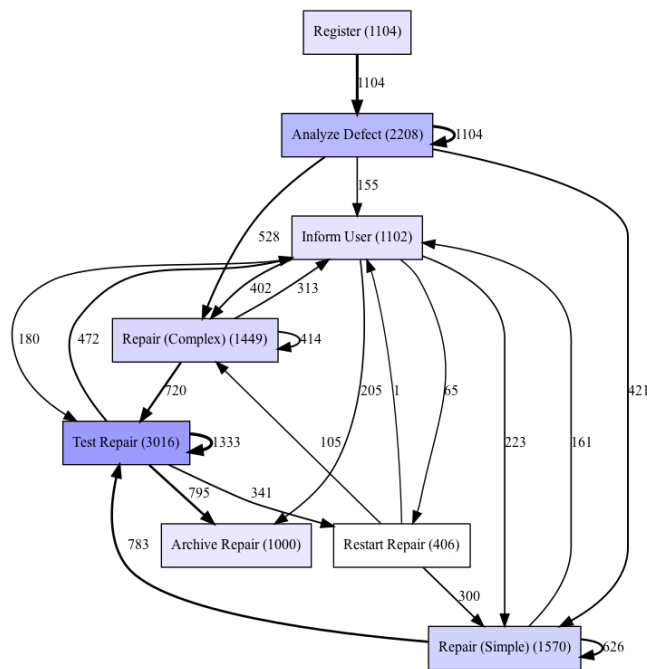 Register (1104)
1104
Analyze Defect (2208)
1104
155
Inform User (1102)
528
402
313
Repair (Complex) (1449)
414
180
472
720
205
1
65
421
Test Repair (3016)
1333
105
223
161
795
341
783
Archive Repair (1000)
Restart Repair (406)
300
Repair (Simple) (1570)
626